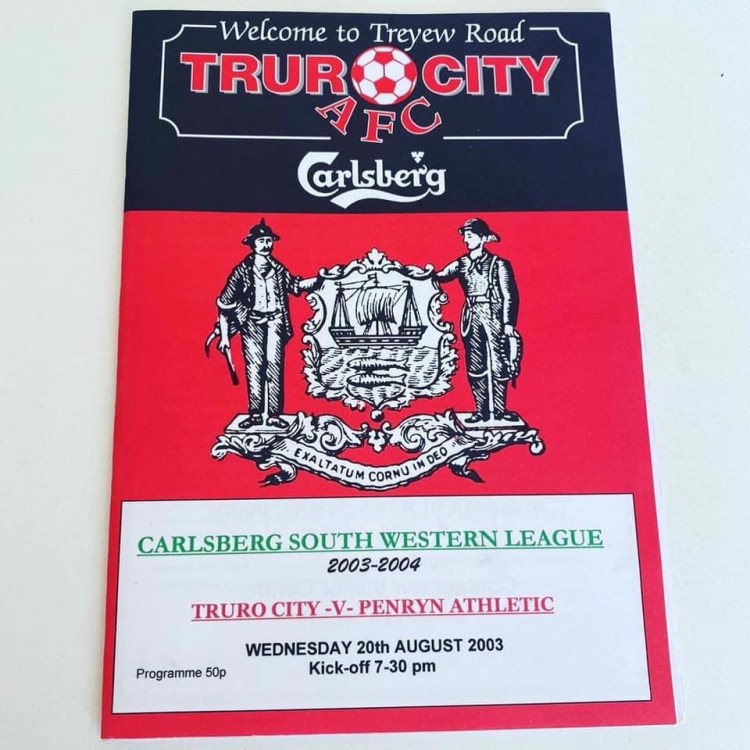 Welcome to Treyew Road
TRURO CITY
AFC
Carlsberg
EXALTATUM CORNU IN DEO
CARLSBERG SOUTH WESTERN LEAGUE
2003-2004
TRURO CITY -V- PENRYN ATHLETIC
WEDNESDAY 20th AUGUST 2003
Kick-off 7-30 pm
Programme 50p